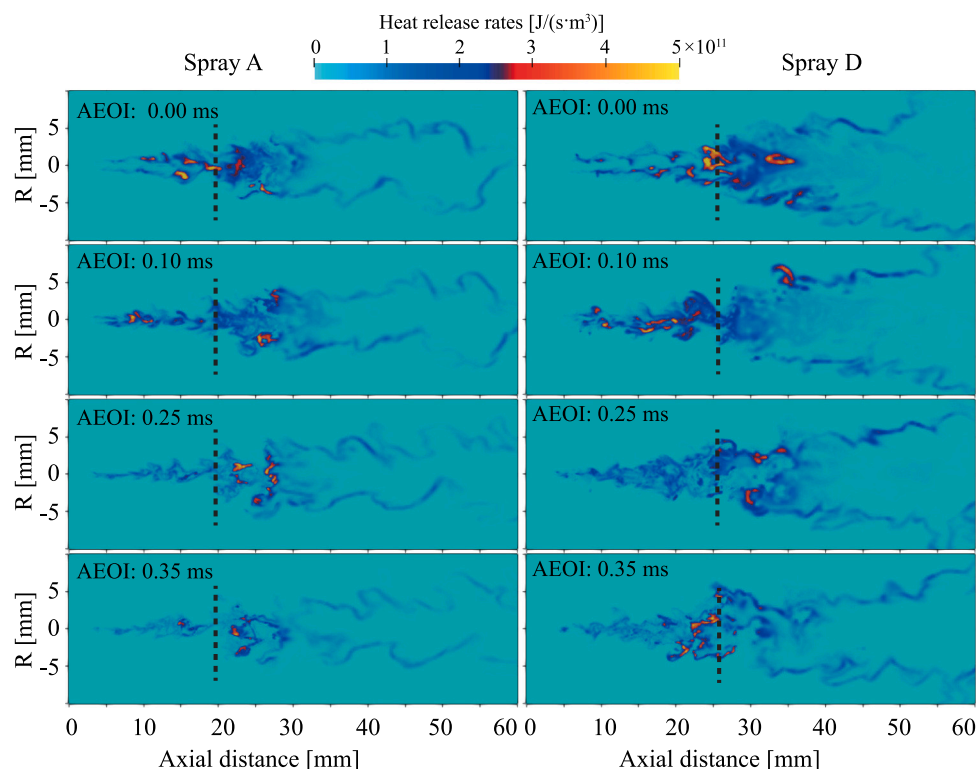 Heat release rates [J/(s·m³)]
Spray A
0 1 2 3 4 5×10¹¹
Spray D
AEOI: 0.00 ms
AEOI: 0.00 ms
R [mm]
5
0
-5
AEOI: 0.10 ms
AEOI: 0.10 ms
R [mm]
5
0
-5
AEOI: 0.25 ms
AEOI: 0.25 ms
R [mm]
5
0
-5
AEOI: 0.35 ms
AEOI: 0.35 ms
R [mm]
5
0
-5
0 10 20 30 40 50 60
0 10 20 30 40 50 60
Axial distance [mm]
Axial distance [mm]